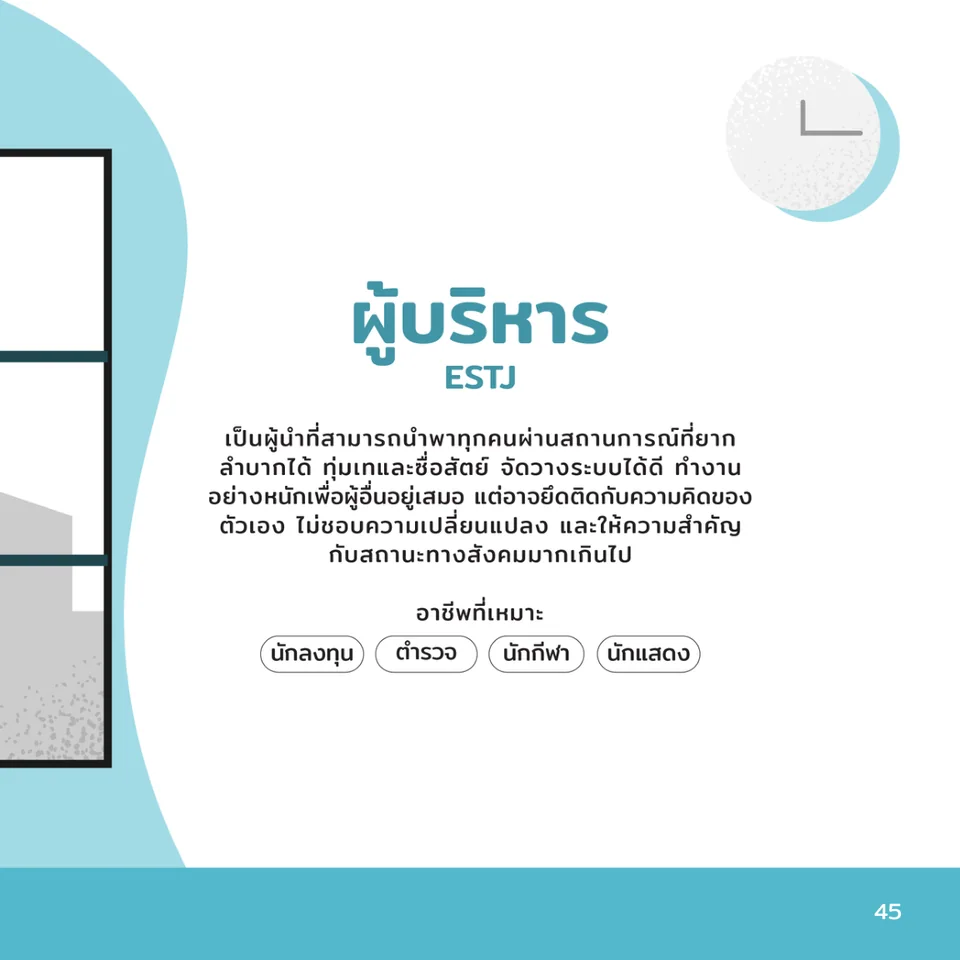 ผู้บริหาร
ESTJ
เป็นผู้นำที่สามารถนำพาทุกคนผ่านสถานการณ์ที่ยาก
ลำบากได้ ทุ่มเทและซื่อสัตย์ จัดวางระบบได้ดี ทำงาน
อย่างหนักเพื่อผู้อื่นอยู่เสมอ แต่อาจยึดติดกับความคิดของ
ตัวเอง ไม่ชอบความเปลี่ยนแปลง และให้ความสำคัญ
กับสถานะทางสังคมมากเกินไป
อาชีพที่เหมาะ
นักลงทุน ตำรวจ นักกีฬา นักแสดง
45